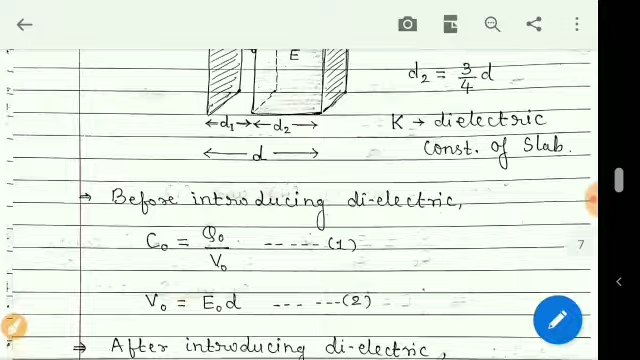 E
d₂ = 3/4 d
←d₁→←d₂→
K → dielectric
const. of Slab.
← d →
⇒ Before introducing di-electric,
C₀ = Q₀/V₀ ----- (1)
7
V₀ = E₀d --- ---(2)
⇒ After introducing di-electric,